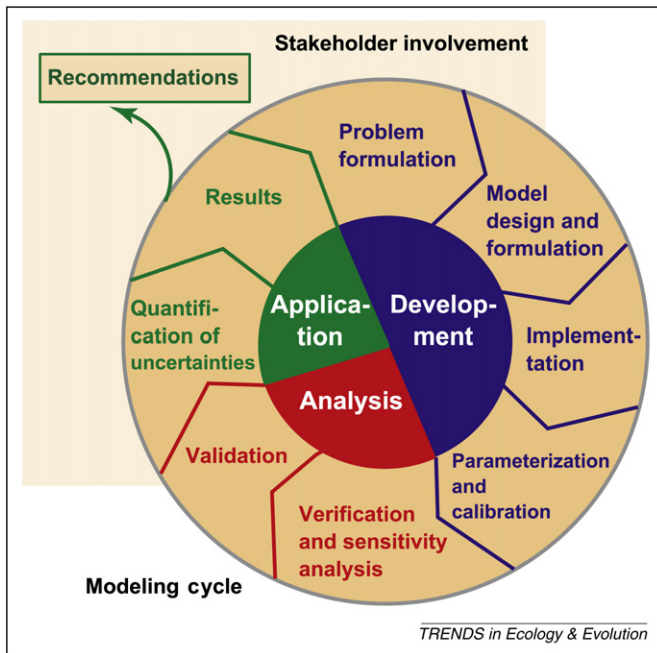 Stakeholder involvement
Recommendations
Problem
formulation
Model
design and
formulation
Implement-
tation
Parameterization
and
calibration
Verification
and sensitivity
analysis
Validation
Quantifi-
cation of
uncertainties
Results
Applica-
tion
Develop-
ment
Analysis
Modeling cycle
TRENDS in Ecology & Evolution